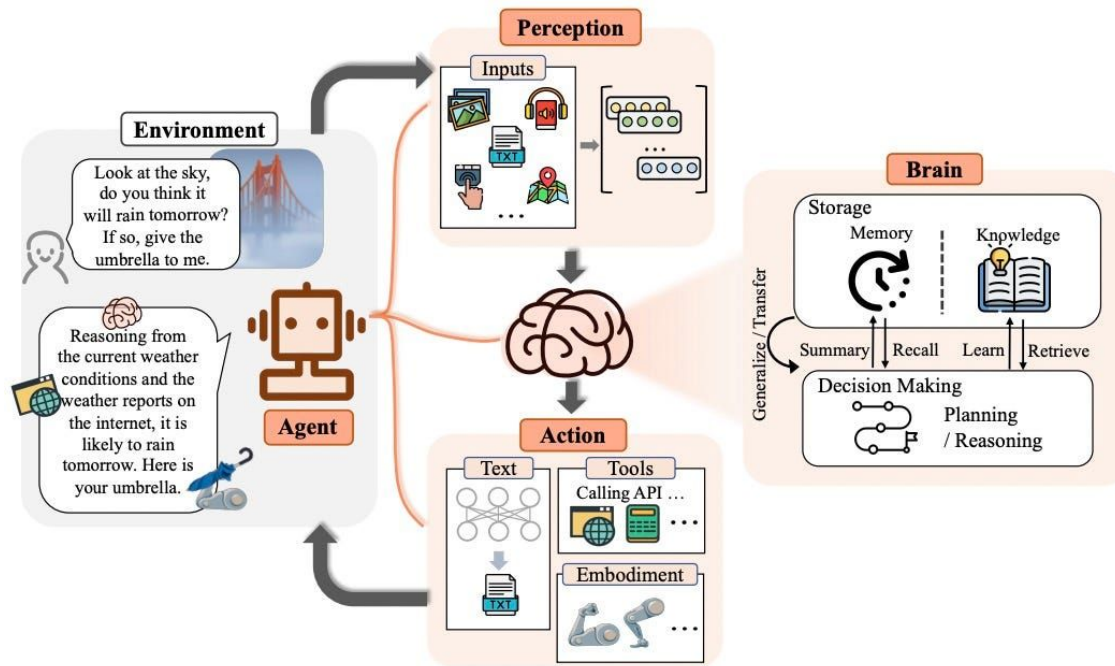 Perception
Inputs
TXT
...
...
Environment
Look at the sky,
do you think it
will rain tomorrow?
If so, give the
umbrella to me.
Reasoning from
the current weather
conditions and the
weather reports on
the internet, it is
likely to rain
tomorrow. Here is
your umbrella.
Agent
Action
Text
TXT
Tools
Calling API ...
...
Embodiment
...
Brain
Storage
Memory
Knowledge
Generalize / Transfer
Summary
Recall
Learn
Retrieve
Decision Making
Planning
/ Reasoning